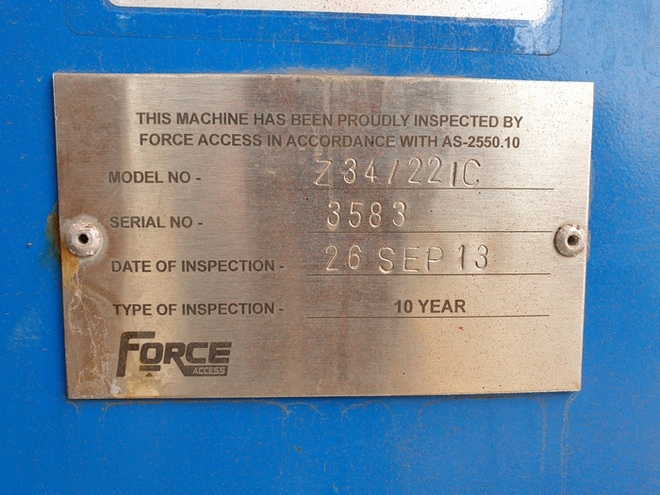 THIS MACHINE HAS BEEN PROUDLY INSPECTED BY
FORCE ACCESS IN ACCORDANCE WITH AS-2550.10
MODEL NO - Z34/22IC
SERIAL NO - 3583
DATE OF INSPECTION - 26 SEP 13
TYPE OF INSPECTION - 10 YEAR
FORCE
ACCESS